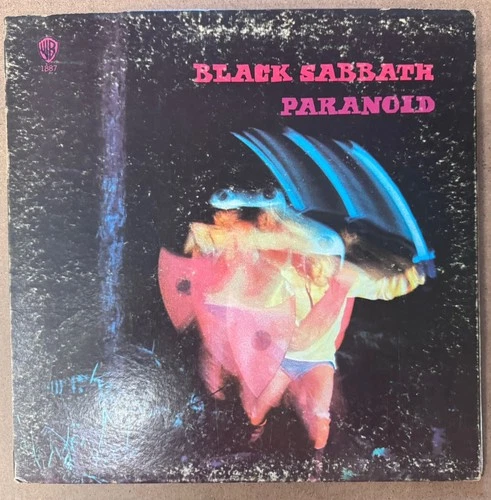 WB
1887
BLACK SABBATH
PARANOID